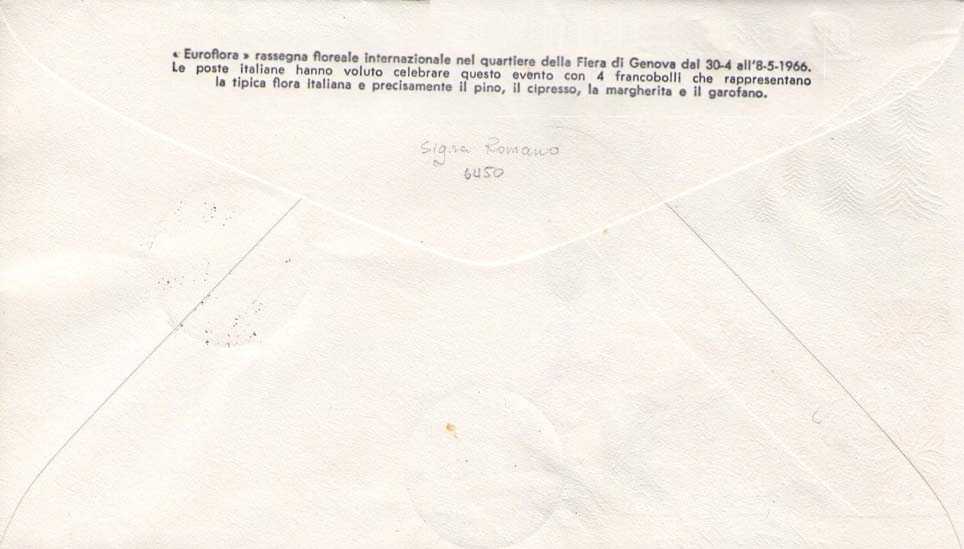 « Euroflora » rassegna floreale internazionale nel quartiere della Fiera di Genova dal 30-4 all'8-5-1966.
Le poste italiane hanno voluto celebrare questo evento con 4 francobolli che rappresentano
la tipica flora italiana e precisamente il pino, il cipresso, la margherita e il garofano.
Sig.ra Romano
6450